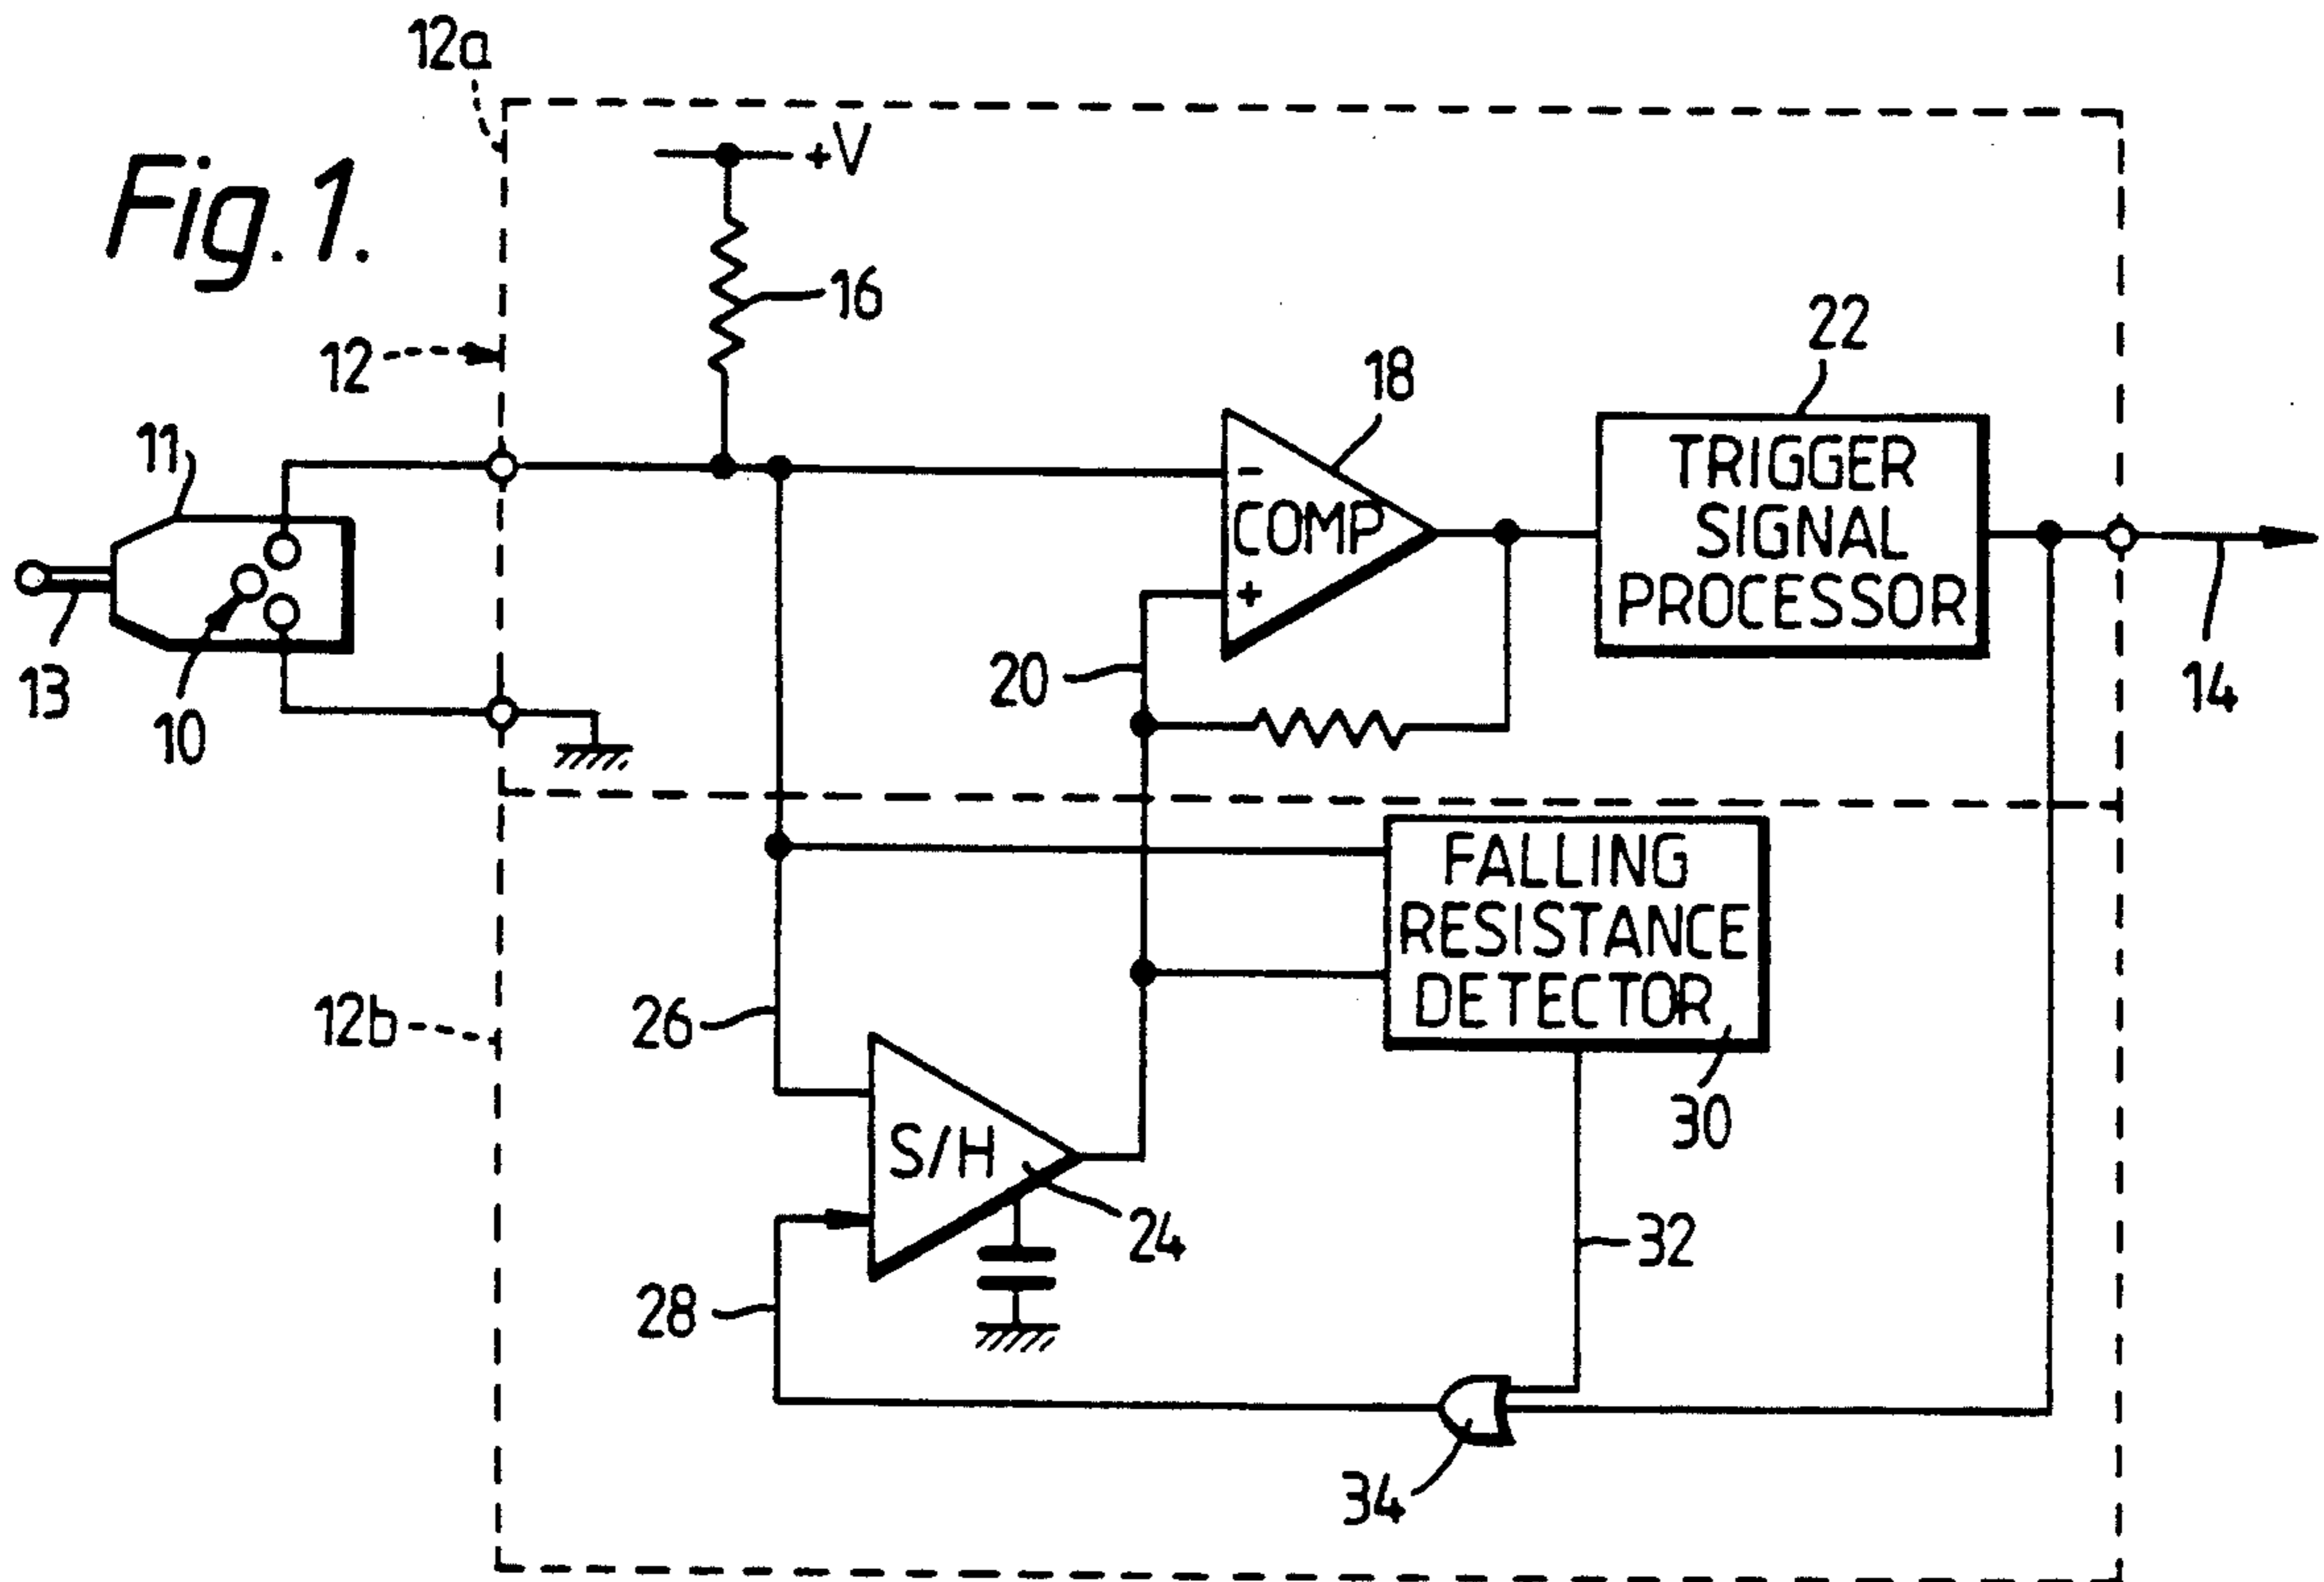 Fig.1.
12a
+V
16
12
11
18
22
- COMP +
TRIGGER
SIGNAL
PROCESSOR
13
10
20
14
FALLING
RESISTANCE
DETECTOR
30
12b
26
S/H
24
32
28
34